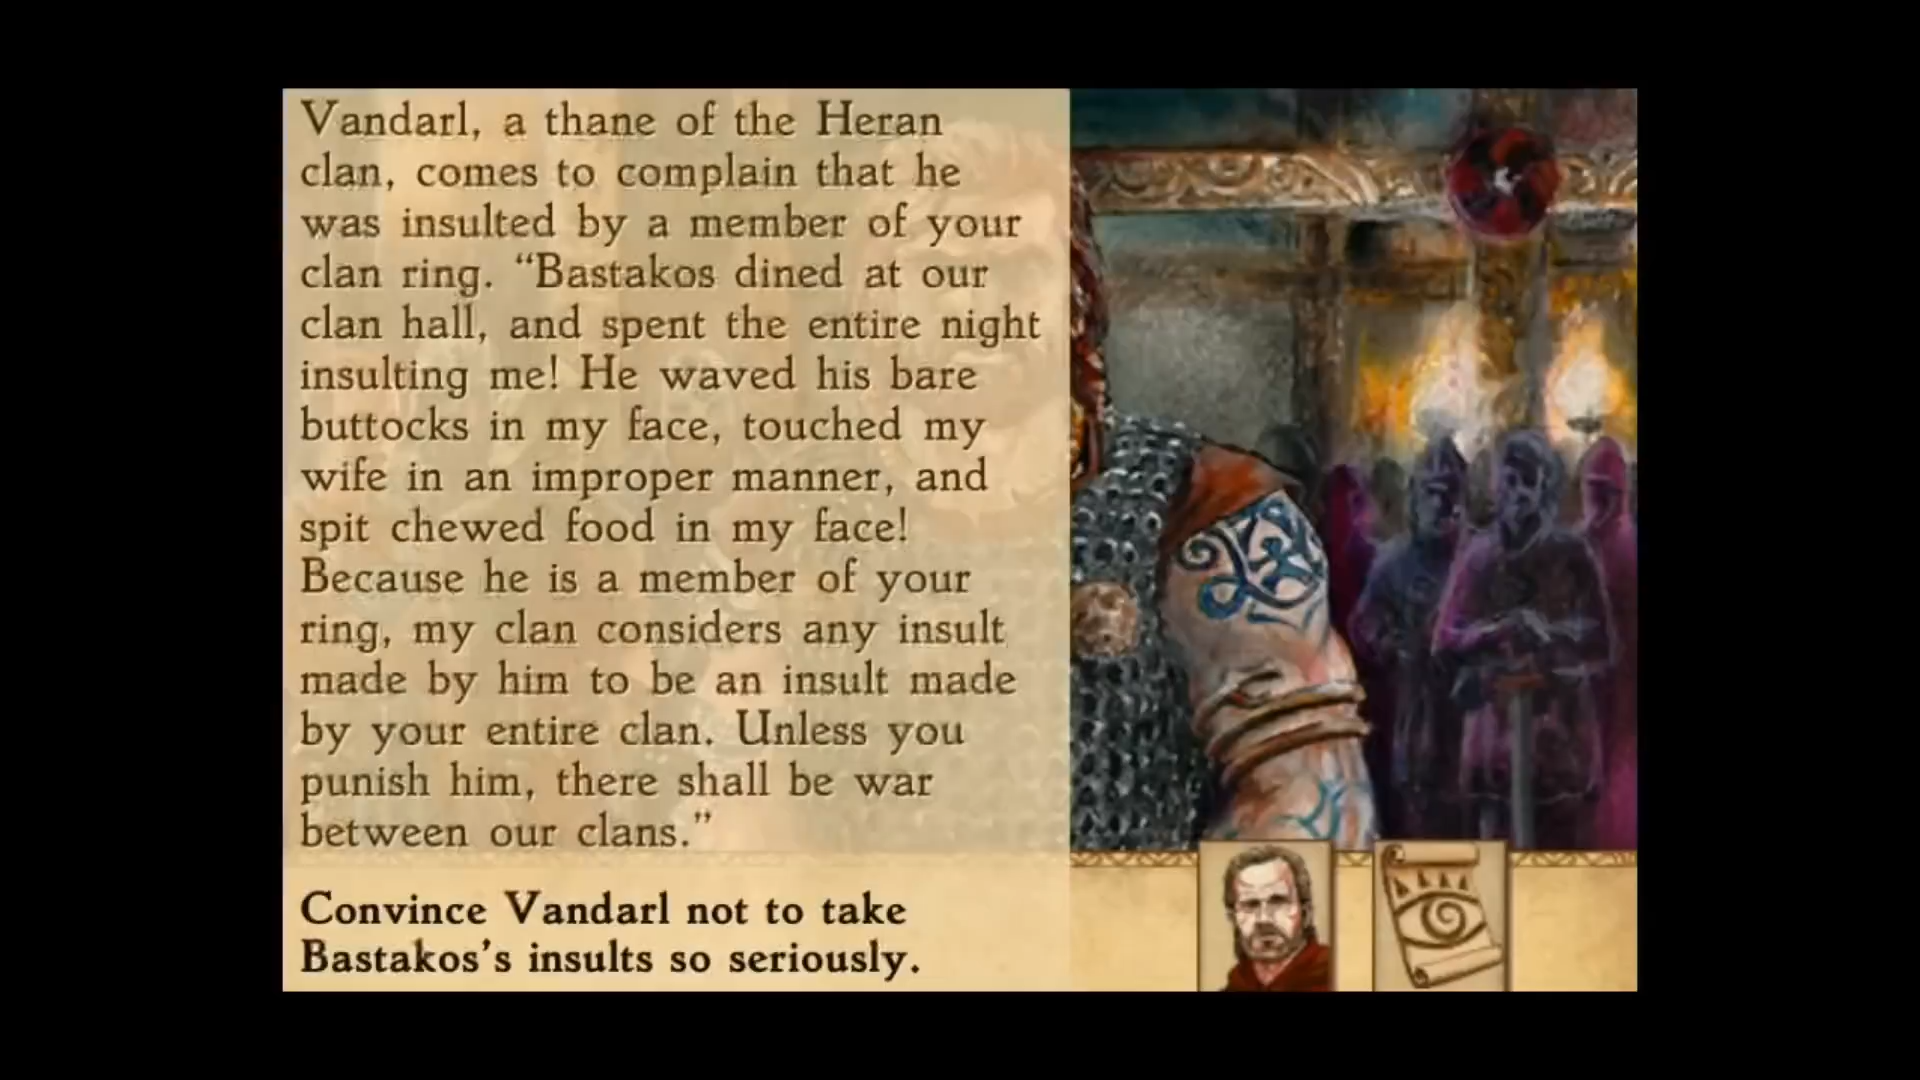 Vandarl, a thane of the Heran
clan, comes to complain that he
was insulted by a member of your
clan ring. “Bastakos dined at our
clan hall, and spent the entire night
insulting me! He waved his bare
buttocks in my face, touched my
wife in an improper manner, and
spit chewed food in my face!
Because he is a member of your
ring, my clan considers any insult
made by him to be an insult made
by your entire clan. Unless you
punish him, there shall be war
between our clans.”
Convince Vandarl not to take
Bastakos’s insults so seriously.